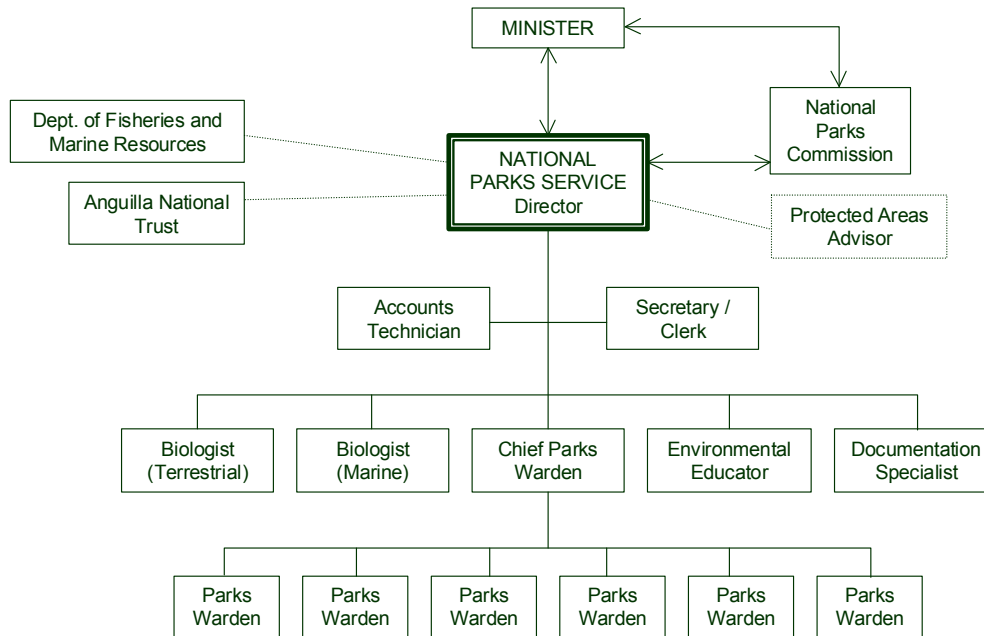 MINISTER
Dept. of Fisheries and
Marine Resources
National
Parks
Commission
NATIONAL
PARKS SERVICE
Director
Anguilla National
Trust
Protected Areas
Advisor
Accounts
Technician
Secretary /
Clerk
Biologist
(Terrestrial)
Biologist
(Marine)
Chief Parks
Warden
Environmental
Educator
Documentation
Specialist
Parks
Warden
Parks
Warden
Parks
Warden
Parks
Warden
Parks
Warden
Parks
Warden